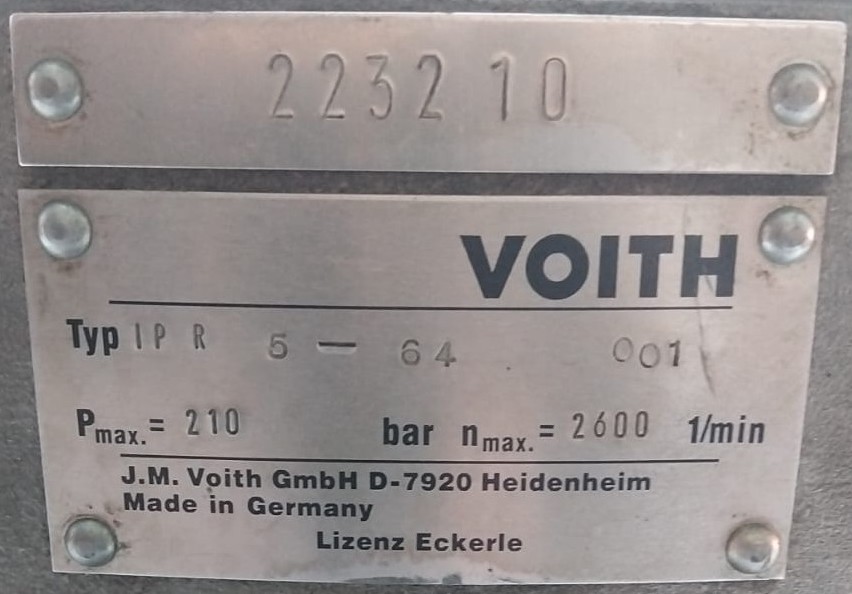 2232 10
VOITH
Typ IP R 5 – 64 001
Pmax. = 210 bar nmax. = 2600 1/min
J.M. Voith GmbH D-7920 Heidenheim
Made in Germany
Lizenz Eckerle